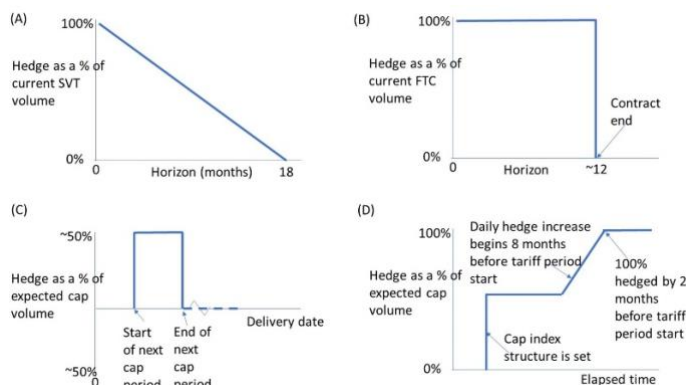 (A)
100%
Hedge as a % of
current SVT
volume
0%
0
Horizon (months)
18
(B)
100%
Hedge as a % of
current FTC
volume
Contract
end
0%
0
Horizon
~12
(C)
~50%
Hedge as a % of
expected cap
volume
Delivery date
Start
of next
cap
period
End of
next
cap
period
~50%
0
(D)
100%
Daily hedge increase
begins 8 months
before tariff period
start
Hedge as a % of
expected cap
volume
100%
hedged by 2
months
before tariff
period start
Cap index
structure is set
0%
Elapsed time